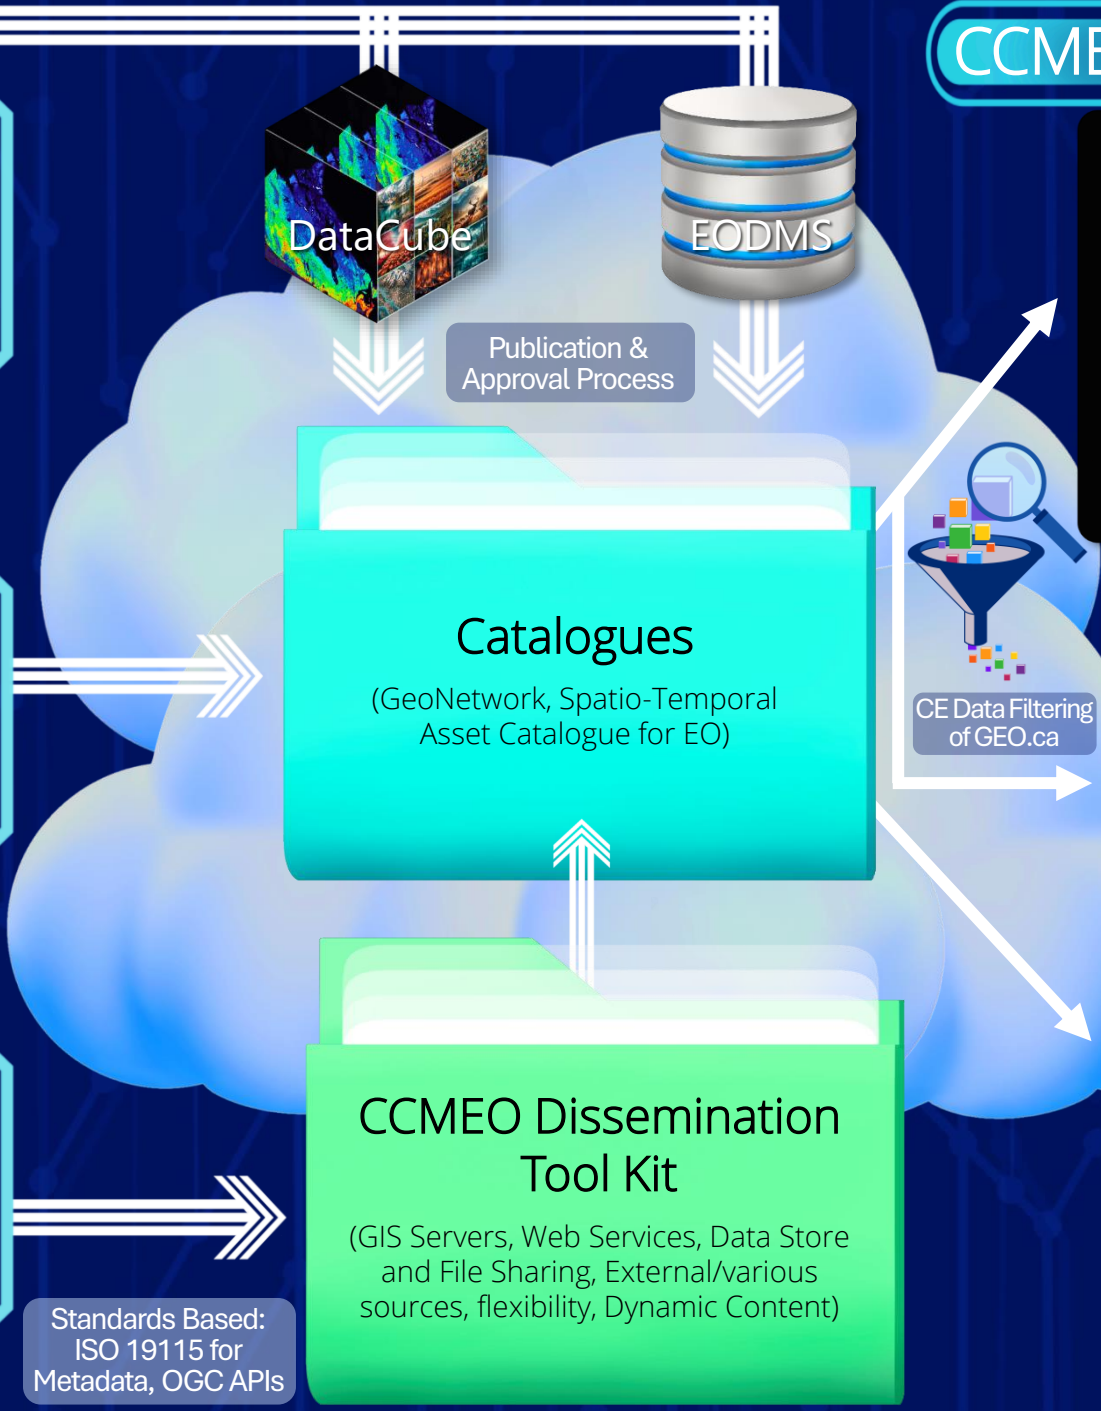 CCME
DataCube
EODMS
Publication &
Approval Process
Catalogues
(GeoNetwork, Spatio-Temporal
Asset Catalogue for EO)
CE Data Filtering
of GEO.ca
CCMEO Dissemination
Tool Kit
(GIS Servers, Web Services, Data Store
and File Sharing, External/various
sources, flexibility, Dynamic Content)
Standards Based:
ISO 19115 for
Metadata, OGC APIs